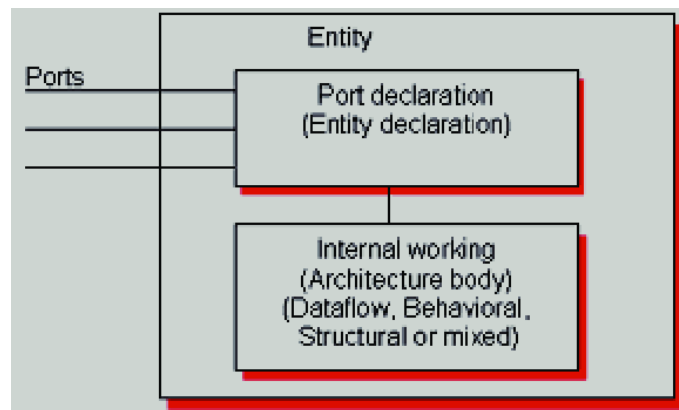 Entity
Ports
Port declaration
(Entity declaration)
Internal working
(Architecture body)
(Dataflow, Behavioral,
Structural or mixed)